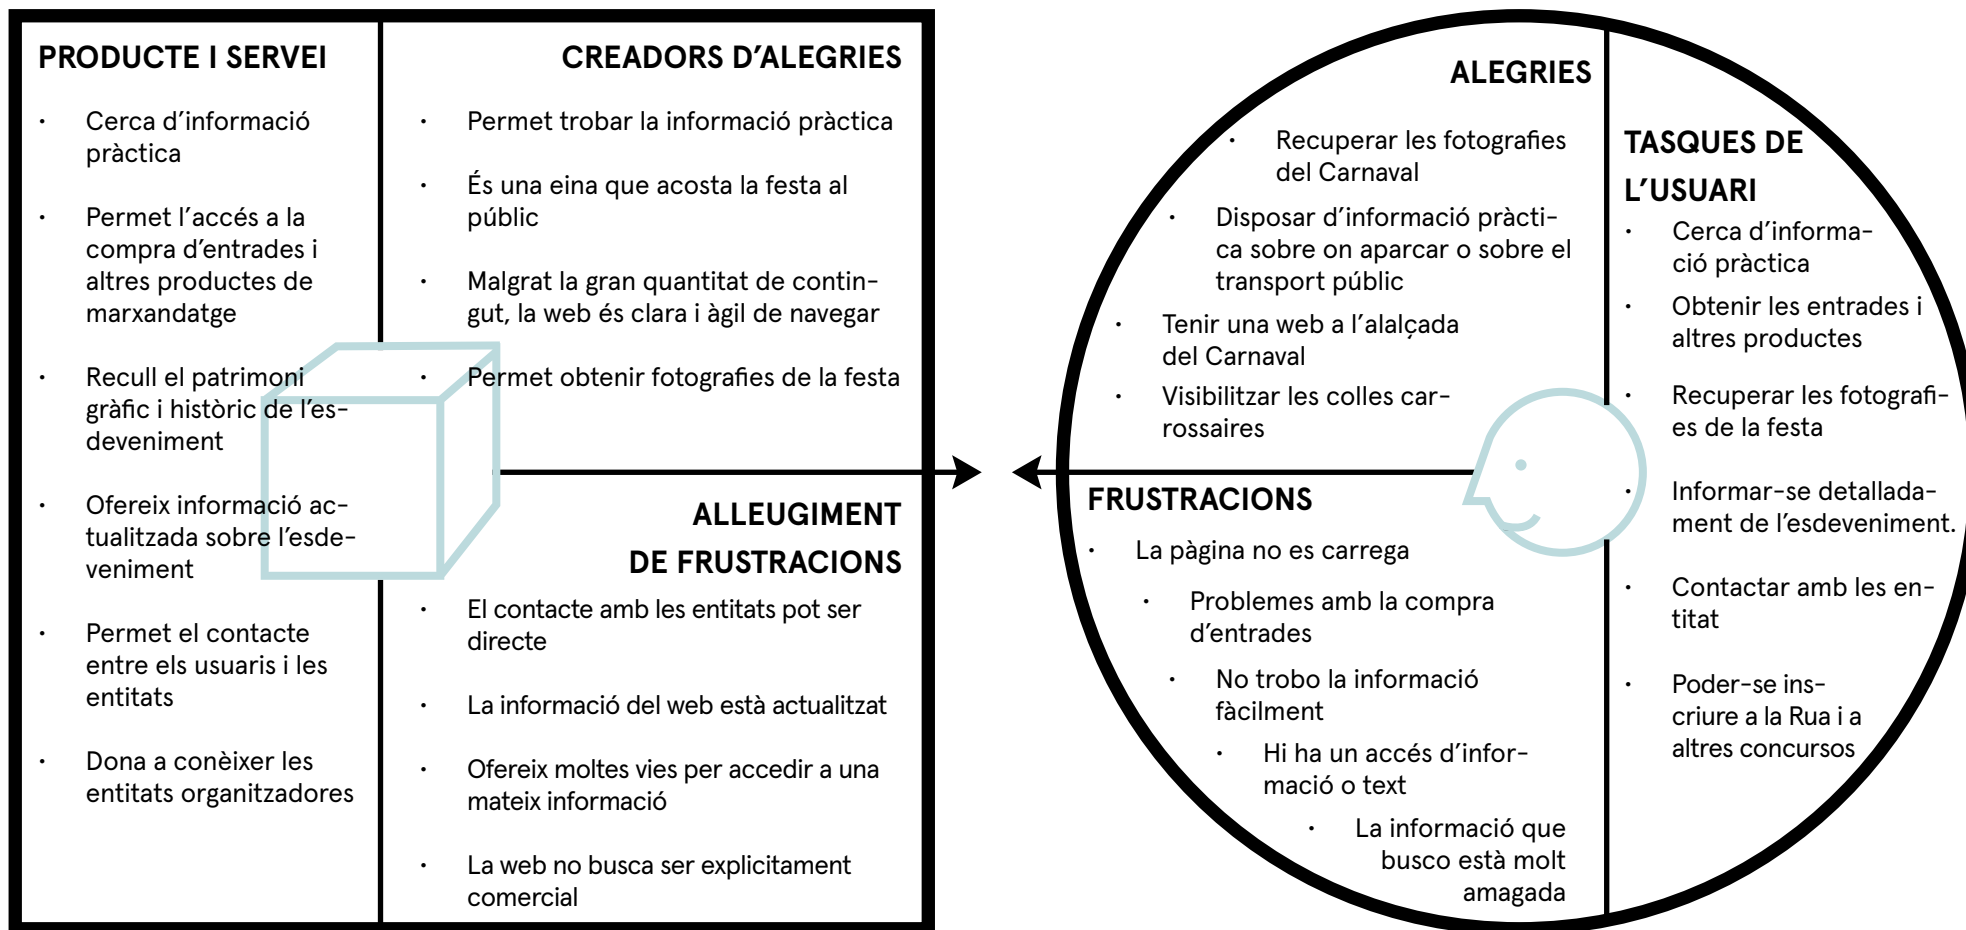 PRODUCTE I SERVEI
· Cerca d’informació
pràctica
· Permet l’accés a la
compra d’entrades i
altres productes de
marxandatge
· Recull el patrimoni
gràfic i històric de l’es-
deveniment
· Ofereix informació ac-
tualitzada sobre l’esde-
veniment
· Permet el contacte
entre els usuaris i les
entitats
· Dona a conèixer les
entitats organitzadores
CREADORS D’ALEGRIES
· Permet trobar la informació pràctica
· És una eina que acosta la festa al
públic
· Malgrat la gran quantitat de contin-
gut, la web és clara i àgil de navegar
· Permet obtenir fotografies de la festa
ALLEUGIMENT
DE FRUSTRACIONS
· El contacte amb les entitats pot ser
directe
· La informació del web està actualitzat
· Ofereix moltes vies per accedir a una
mateix informació
· La web no busca ser explicitament
comercial
ALEGRIES
· Recuperar les fotografies
del Carnaval
· Disposar d’informació pràcti-
ca sobre on aparcar o sobre el
transport públic
· Tenir una web a l’alalçada
del Carnaval
· Visibilitzar les colles car-
rossaires
FRUSTRACIONS
· La pàgina no es carrega
· Problemes amb la compra
d’entrades
· No trobo la informació
fàcilment
· Hi ha un accés d’infor-
mació o text
· La informació que
busco està molt
amagada
TASQUES DE
L’USUARI
· Cerca d’informa-
ció pràctica
· Obtenir les entrades i
altres productes
· Recuperar les fotografi-
es de la festa
· Informar-se detallada-
ment de l’esdeveniment.
· Contactar amb les en-
titat
· Poder-se ins-
criure a la Rua i a
altres concursos